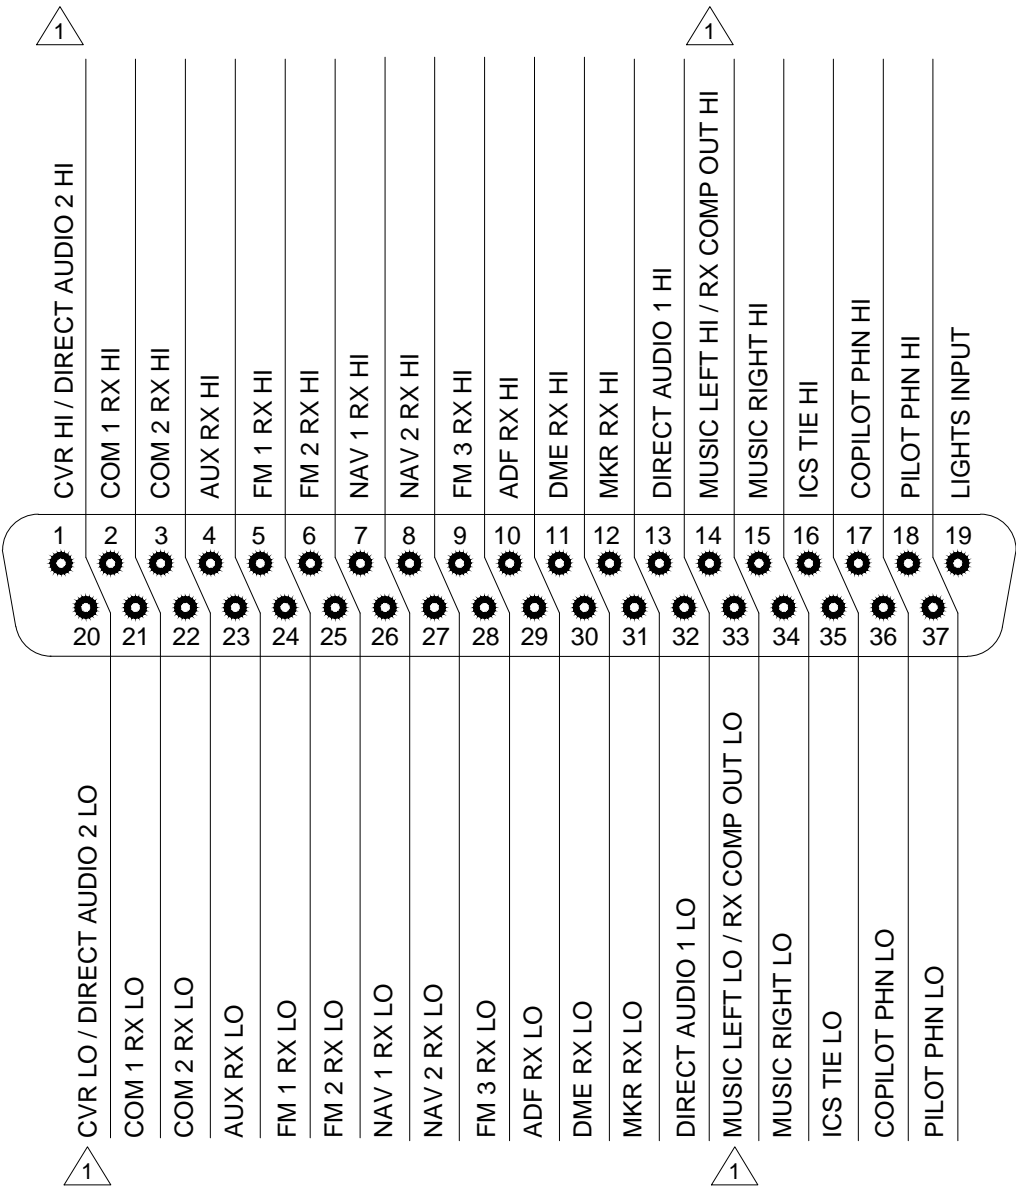 1
1
CVR HI / DIRECT AUDIO 2 HI
COM 1 RX HI
COM 2 RX HI
AUX RX HI
FM 1 RX HI
FM 2 RX HI
NAV 1 RX HI
NAV 2 RX HI
FM 3 RX HI
ADF RX HI
DME RX HI
MKR RX HI
DIRECT AUDIO 1 HI
MUSIC LEFT HI / RX COMP OUT HI
MUSIC RIGHT HI
ICS TIE HI
COPILOT PHN HI
PILOT PHN HI
LIGHTS INPUT
1 2 3 4 5 6 7 8 9 10 11 12 13 14 15 16 17 18 19
20 21 22 23 24 25 26 27 28 29 30 31 32 33 34 35 36 37
CVR LO / DIRECT AUDIO 2 LO
COM 1 RX LO
COM 2 RX LO
AUX RX LO
FM 1 RX LO
FM 2 RX LO
NAV 1 RX LO
NAV 2 RX LO
FM 3 RX LO
ADF RX LO
DME RX LO
MKR RX LO
DIRECT AUDIO 1 LO
MUSIC LEFT LO / RX COMP OUT LO
MUSIC RIGHT LO
ICS TIE LO
COPILOT PHN LO
PILOT PHN LO
1
1